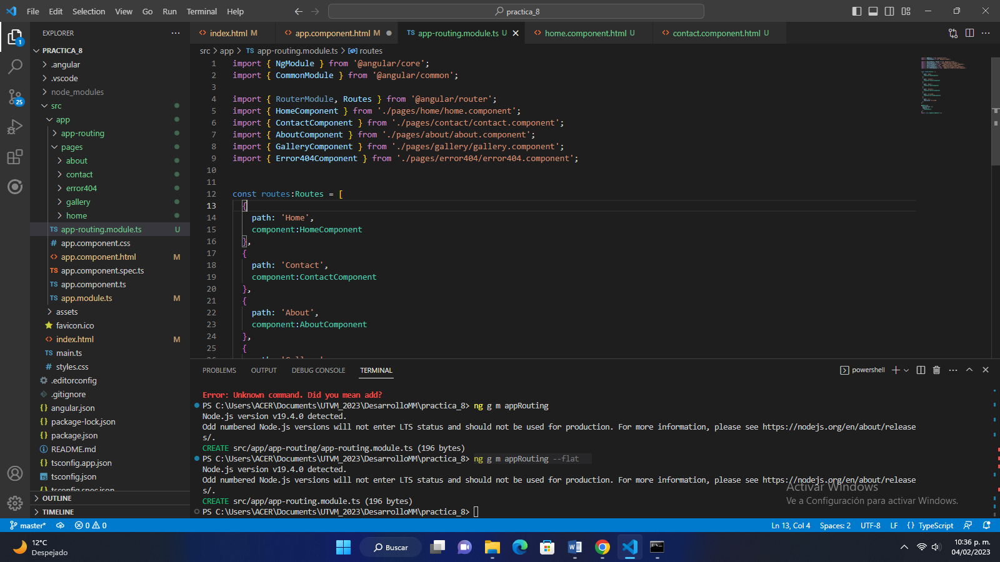 File Edit Selection View Go Run Terminal Help
practica_8
EXPLORER
PRACTICA_8
.angular
.vscode
node_modules
src
app
app-routing
pages
about
contact
error404
gallery
home
TS app-routing.module.ts U
# app.component.css
<> app.component.html M
TS app.component.spec.ts
TS app.component.ts
TS app.module.ts M
assets
favicon.ico
<> index.html M
TS main.ts
# styles.css
.editorconfig
.gitignore
{} angular.json
{} package-lock.json
{} package.json
README.md
{} tsconfig.app.json
tsconfig.json
{} tsconfig.spec.json
OUTLINE
TIMELINE
1
25
<> index.html M
<> app.component.html M
TS app-routing.module.ts U
<> home.component.html U
<> contact.component.html U
src > app > TS app-routing.module.ts > routes
1 import { NgModule } from '@angular/core';
2 import { CommonModule } from '@angular/common';
3
4 import { RouterModule, Routes } from '@angular/router';
5 import { HomeComponent } from './pages/home/home.component';
6 import { ContactComponent } from './pages/contact/contact.component';
7 import { AboutComponent } from './pages/about/about.component';
8 import { GalleryComponent } from './pages/gallery/gallery.component';
9 import { Error404Component } from './pages/error404/error404.component';
10
11
12 const routes:Routes = [
13 {
14 path: 'Home',
15 component:HomeComponent
16 },
17 {
18 path: 'Contact',
19 component:ContactComponent
20 },
21 {
22 path: 'About',
23 component:AboutComponent
24 },
25 {
PROBLEMS OUTPUT DEBUG CONSOLE TERMINAL
powershell
Error: Unknown command. Did you mean add?
PS C:\Users\ACER\Documents\UTVM_2023\DesarrolloMM\practica_8> ng g m appRouting
Node.js version v19.4.0 detected.
Odd numbered Node.js versions will not enter LTS status and should not be used for production. For more information, please see https://nodejs.org/en/about/release
s/.
CREATE src/app/app-routing/app-routing.module.ts (196 bytes)
PS C:\Users\ACER\Documents\UTVM_2023\DesarrolloMM\practica_8> ng g m appRouting --flat
Node.js version v19.4.0 detected.
Odd numbered Node.js versions will not enter LTS status and should not be used for production. For more information, please see https://nodejs.org/en/about/release
s/.
CREATE src/app/app-routing.module.ts (196 bytes)
PS C:\Users\ACER\Documents\UTVM_2023\DesarrolloMM\practica_8>
Activar Windows
Ve a Configuración para activar Windows.
master* 0 0
Ln 13, Col 4 Spaces: 2 UTF-8 LF {} TypeScript
12°C
Despejado
Buscar
10:36 p. m.
04/02/2023